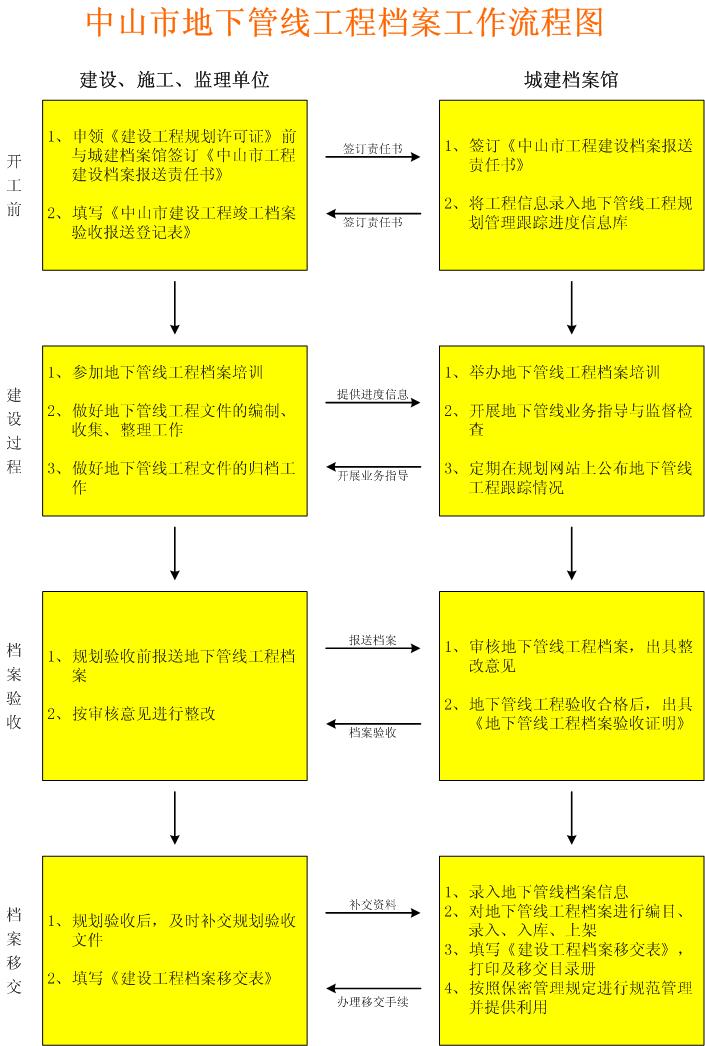 中山市地下管线工程档案工作流程图
建设、施工、监理单位
城建档案馆
开工前
1、申领《建设工程规划许可证》前
与城建档案馆签订《中山市工程
建设档案报送责任书》
2、填写《中山市建设工程竣工档案
验收报送登记表》
签订责任书
签订责任书
1、签订《中山市工程建设档案报送
责任书》
2、将工程信息录入地下管线工程规
划管理跟踪进度信息库
建设过程
1、参加地下管线工程档案培训
2、做好地下管线工程文件的编制、
收集、整理工作
3、做好地下管线工程文件的归档工
作
提供进度信息
开展业务指导
1、举办地下管线工程档案培训
2、开展地下管线业务指导与监督检
查
3、定期在规划网站上公布地下管线
工程跟踪情况
档案验收
1、规划验收前报送地下管线工程档
案
2、按审核意见进行整改
报送档案
档案验收
1、审核地下管线工程档案，出具整
改意见
2、地下管线工程验收合格后，出具
《地下管线工程档案验收证明》
档案移交
1、规划验收后，及时补交规划验收
文件
2、填写《建设工程档案移交表》
补交资料
办理移交手续
1、录入地下管线档案信息
2、对地下管线工程档案进行编目、
录入、入库、上架
3、填写《建设工程档案移交表》，
打印及移交目录册
4、按照保密管理规定进行规范管理
并提供利用